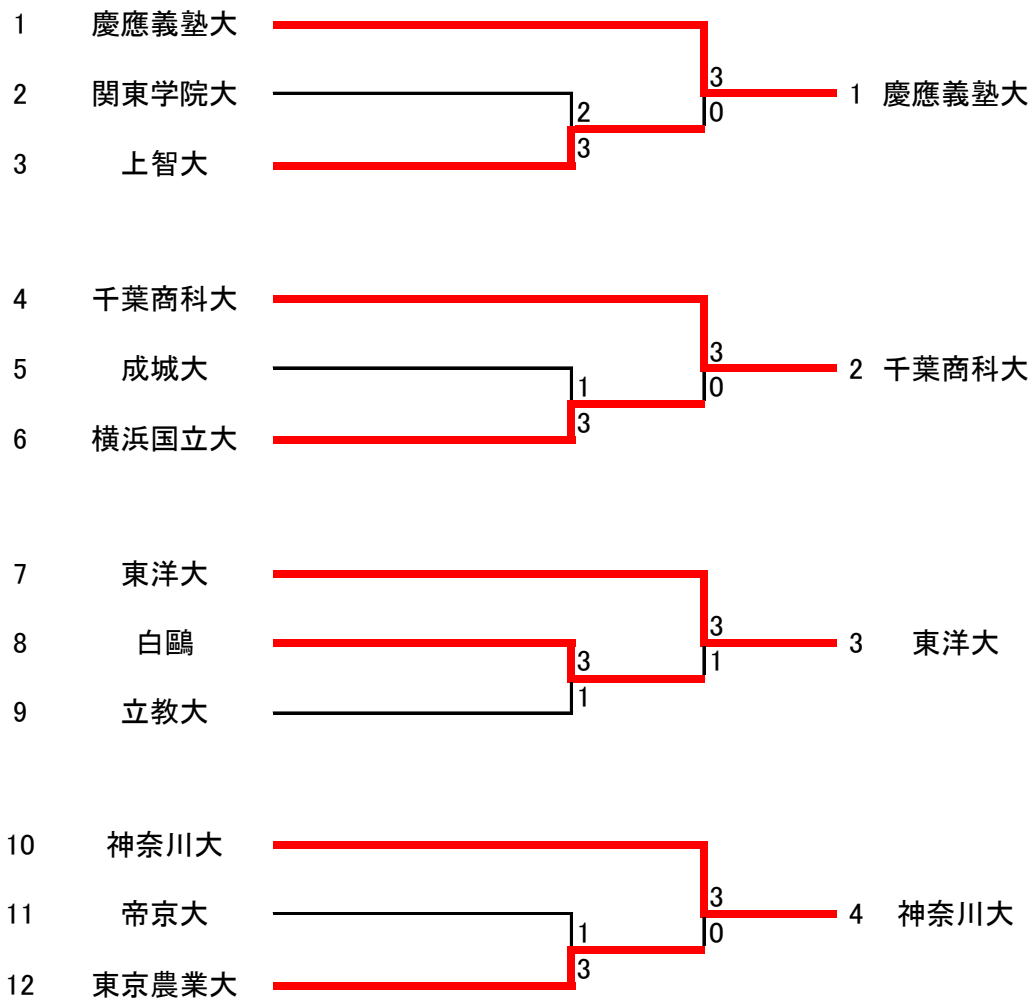 1 慶應義塾大
3
2 関東学院大
1 慶應義塾大
0
2
3
3 上智大
4 千葉商科大
3
5 成城大
2 千葉商科大
0
1
3
6 横浜国立大
7 東洋大
3
8 白鷗
3 東洋大
1
3
1
9 立教大
10 神奈川大
3
11 帝京大
4 神奈川大
0
1
3
12 東京農業大